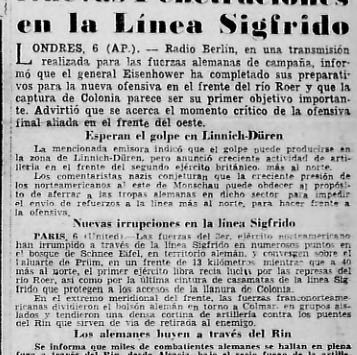 en la Línea Sigfrido
LONDRES, 6 (AP.). — Radio Berlín, en una transmisión
realizada para las fuerzas alemanas de campaña, infor-
mó que el general Eisenhower ha completado sus preparati-
vos para la nueva ofensiva en el frente del río Roer y que
la captura de Colonia parece ser su primer objetivo importan-
te. Advirtió que se acerca el momento crítico de la ofensiva
final aliada en el frente del oeste.
Esperan el golpe en Linnich-Düren
La mencionada emisora indicó que el golpe puede producirse en
la zona de Linnich-Düren, pero anunció creciente actividad de arti-
llería en el frente del segundo ejército británico, más al norte.
Los comentaristas nazis conjeturan que la creciente presión de
los norteamericanos al este de Monschau puede obedecer al propósi-
to de aferrar a las tropas alemanas en dicho sector para impedir
el envío de refuerzos a la línea más al norte, para hacer frente a
la ofensiva.
Nuevas irrupciones en la línea Sigfrido
PARIS, 6 (United).—Las fuerzas del 3er. ejército norteamericano
han irrumpido a través de la línea Sigfrido en numerosos puntos en
el bosque de Schnee Eifel, en territorio alemán, y convergen sobre el
baluarte de Prüm, en un frente de 13 kilómetros, mientras que a 40
más al norte, el primer ejército libra recia lucha por las represas del
río Roer, así como por la última cintura de casamatas de la línea Sig-
frido que protegen a los accesos de la llanura de Colonia.
En el extremo meridional del frente, las fuerzas franconorteame-
ricanas dividieron el bolsón alemán en torno a Colmar, en grupos ais-
lados y tendieron una densa cortina de artillería contra los puentes
del Rin que sirven de vía de retirada al enemigo.
Los alemanes huyen a través del Rin
Se informa que miles de combatientes alemanes se hallan en plena